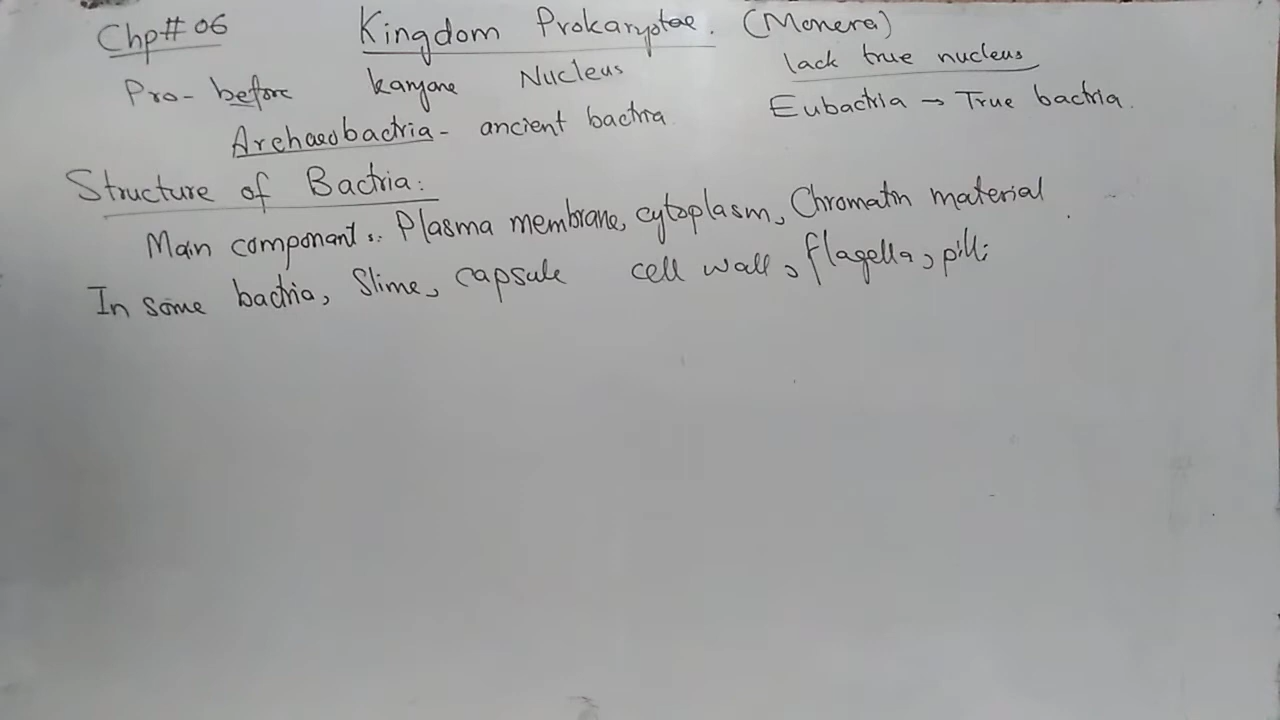 Chp# 06 Kingdom Prokaryotae. (Monera)
lack true nucleus
Pro- before karyone Nucleus
Archaeobactria - ancient bactria Eubactria → True bactria.
Structure of Bactria:
Main componant :. Plasma membrane, cytoplasm, Chromatin material
In some bactria, Slime, capsule cell wall, flagella, pilli